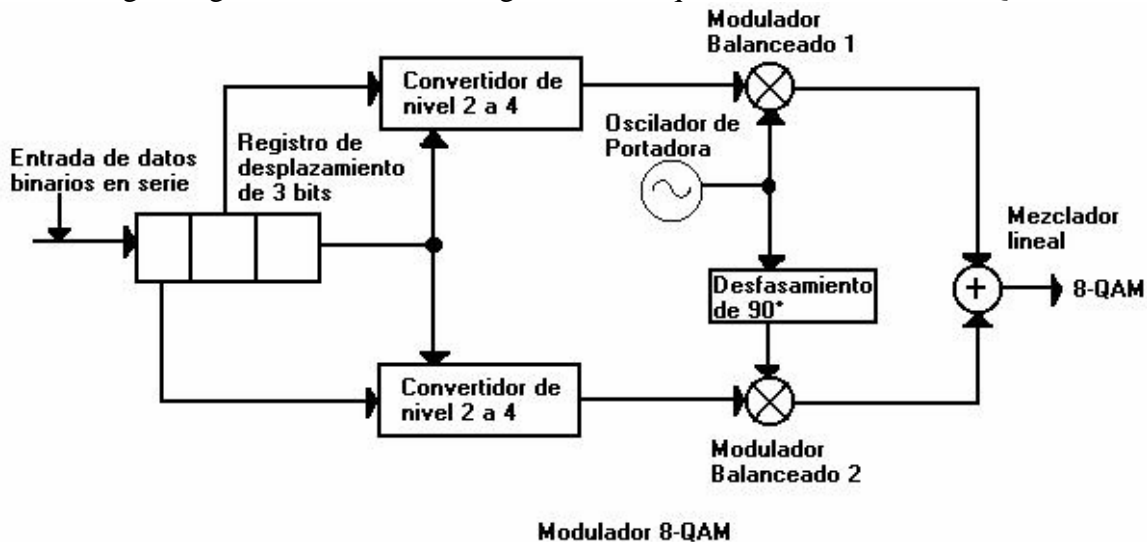 Modulador
Balanceado 1
Convertidor de
nivel 2 a 4
Oscilador de
Portadora
Entrada de datos
binarios en serie
Registro de
desplazamiento
de 3 bits
Mezclador
lineal
+
8-QAM
Desfasamiento
de 90°
Convertidor de
nivel 2 a 4
Modulador
Balanceado 2
Modulador 8-QAM